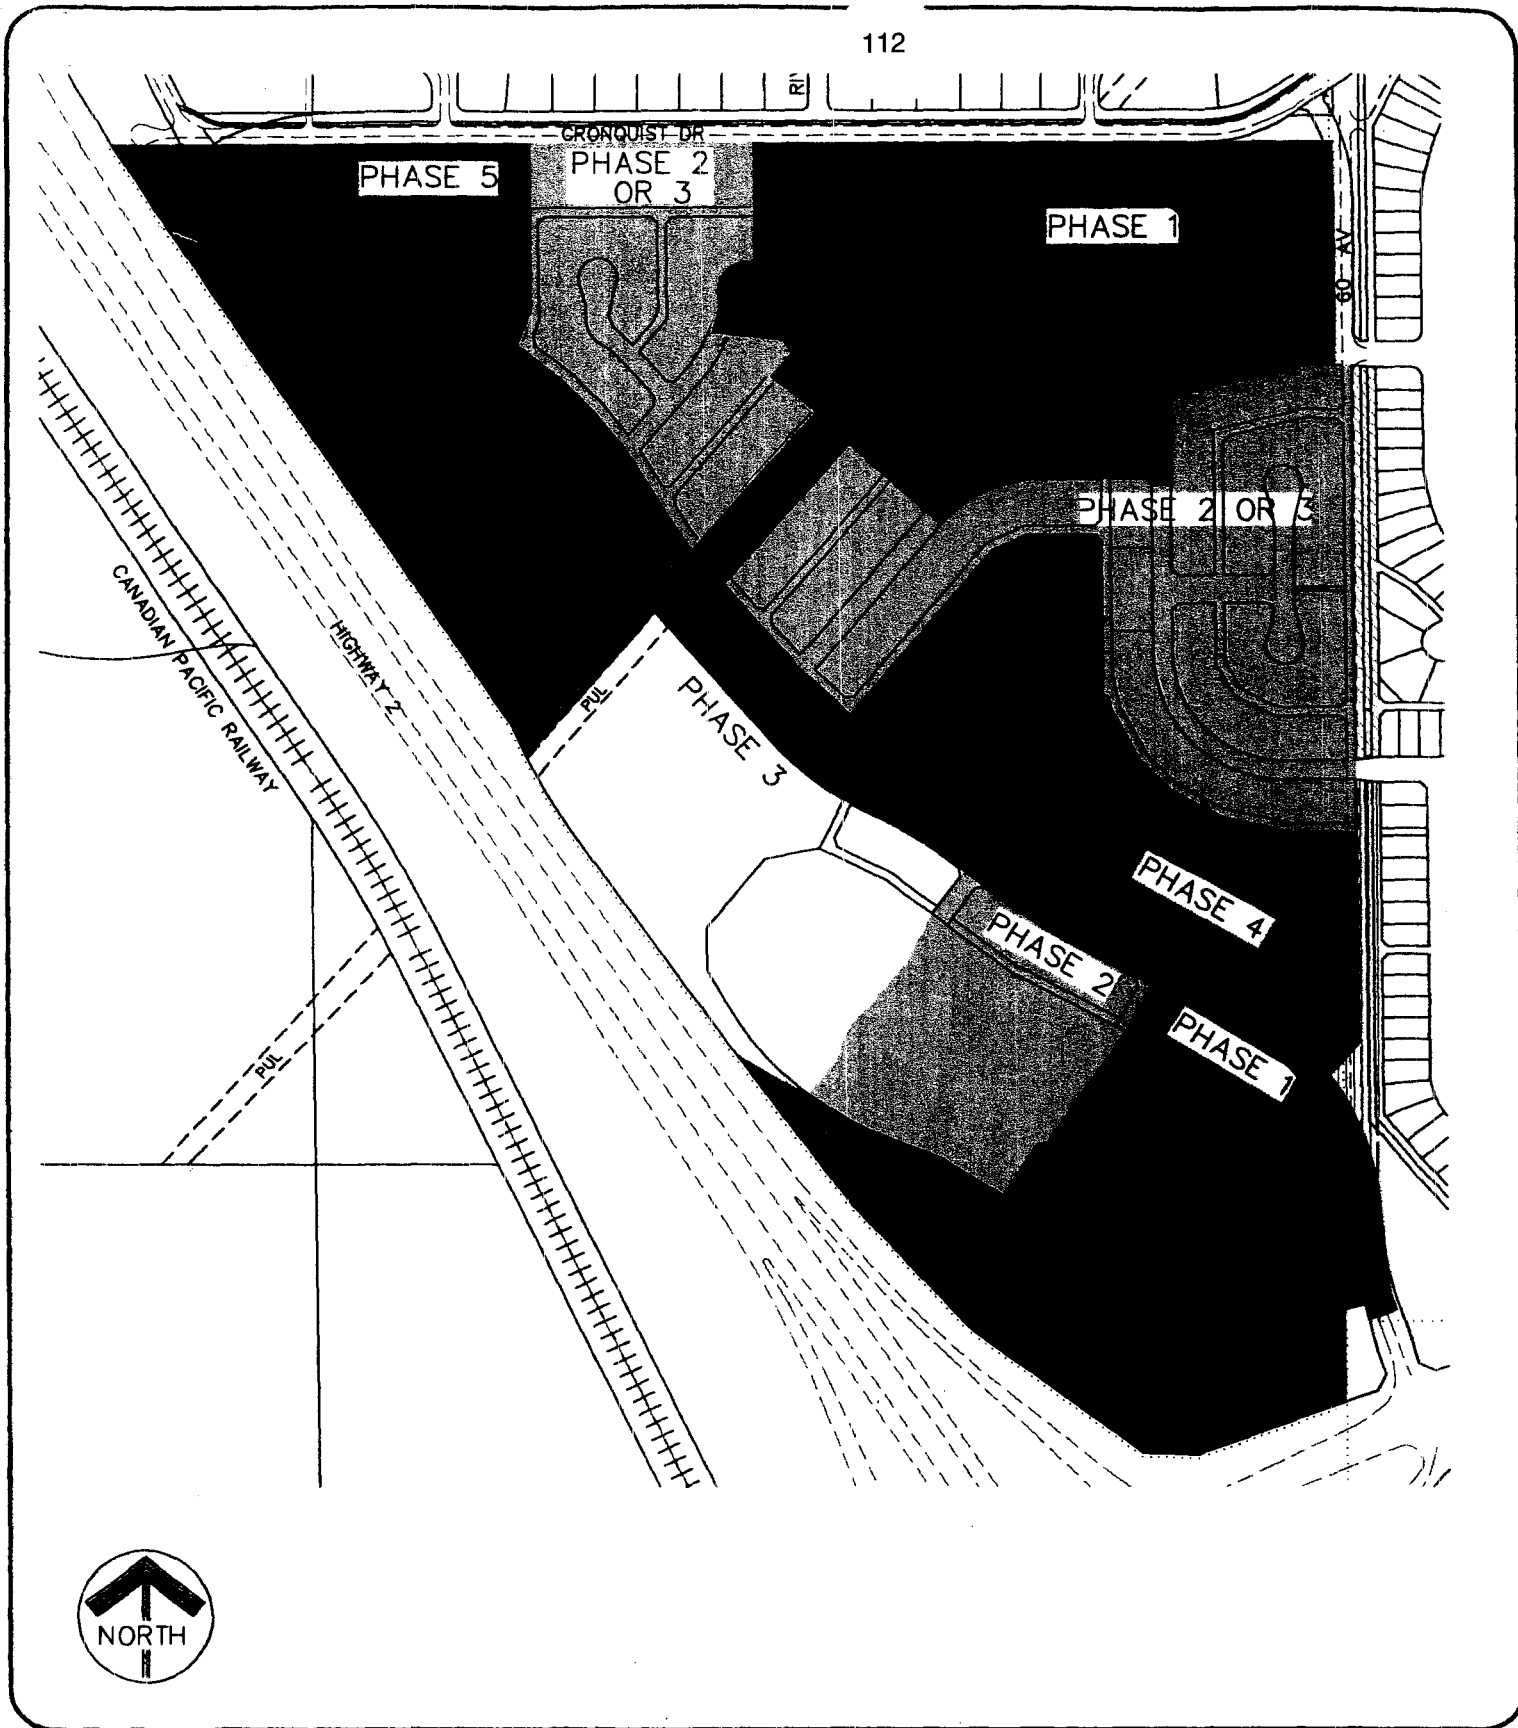 112
CRONQUIST DR
PHASE 5
PHASE 2
OR 3
PHASE 1
60 AV
PHASE 2 OR 3
CANADIAN PACIFIC RAILWAY
HIGHWAY 2
PUL
PHASE 3
PHASE 4
PHASE 2
PHASE 1
PUL
NORTH